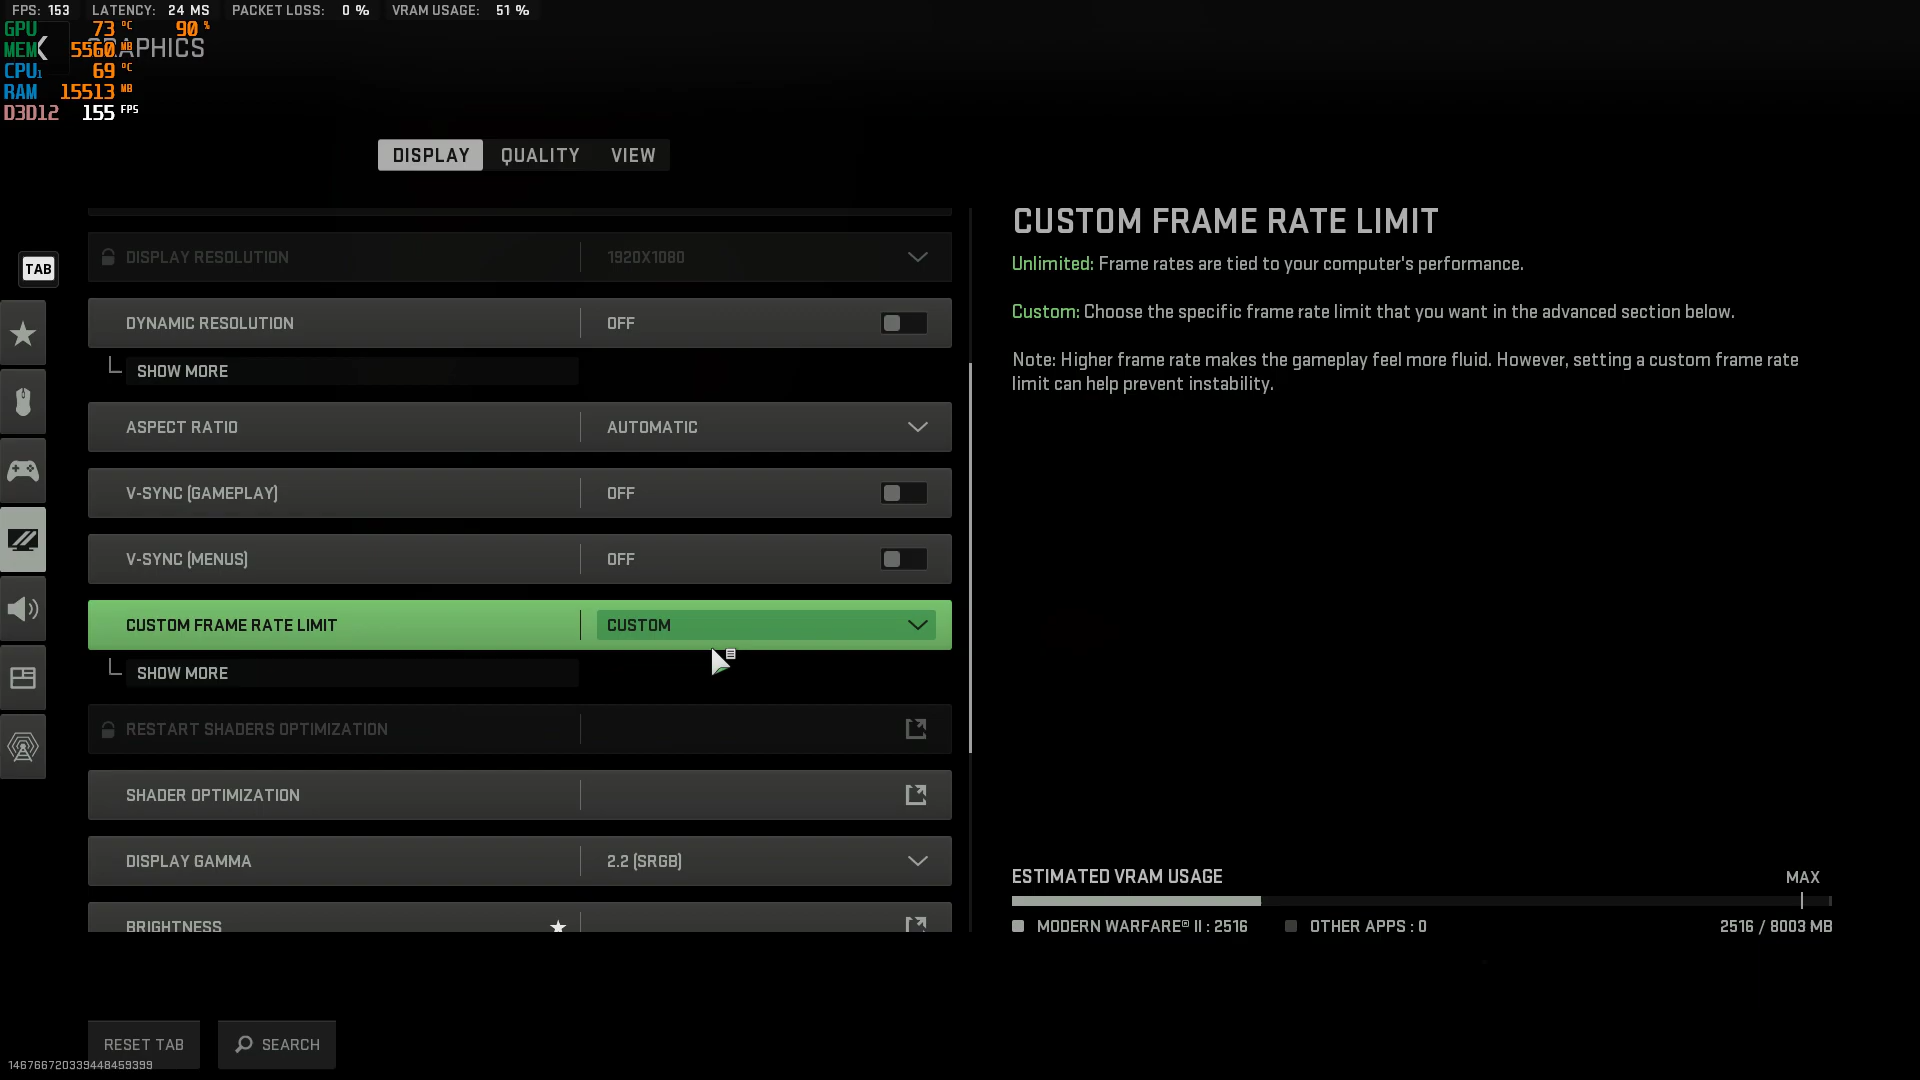 FPS: 153 LATENCY: 24 MS PACKET LOSS: 0 % VRAM USAGE: 51 %
GPU 73 °C 90 %
MEM 5560 MB
GRAPHICS
CPU1 69 °C
RAM 15513 MB
D3D12 155 FPS
DISPLAY QUALITY VIEW
TAB
DISPLAY RESOLUTION 1920X1080
DYNAMIC RESOLUTION OFF
SHOW MORE
ASPECT RATIO AUTOMATIC
V-SYNC (GAMEPLAY) OFF
V-SYNC (MENUS) OFF
CUSTOM FRAME RATE LIMIT CUSTOM
SHOW MORE
RESTART SHADERS OPTIMIZATION
SHADER OPTIMIZATION
DISPLAY GAMMA 2.2 (SRGB)
BRIGHTNESS
CUSTOM FRAME RATE LIMIT
Unlimited: Frame rates are tied to your computer's performance.
Custom: Choose the specific frame rate limit that you want in the advanced section below.
Note: Higher frame rate makes the gameplay feel more fluid. However, setting a custom frame rate
limit can help prevent instability.
ESTIMATED VRAM USAGE MAX
MODERN WARFARE® II : 2516 OTHER APPS : 0 2516 / 8003 MB
RESET TAB SEARCH
146766720339448459399